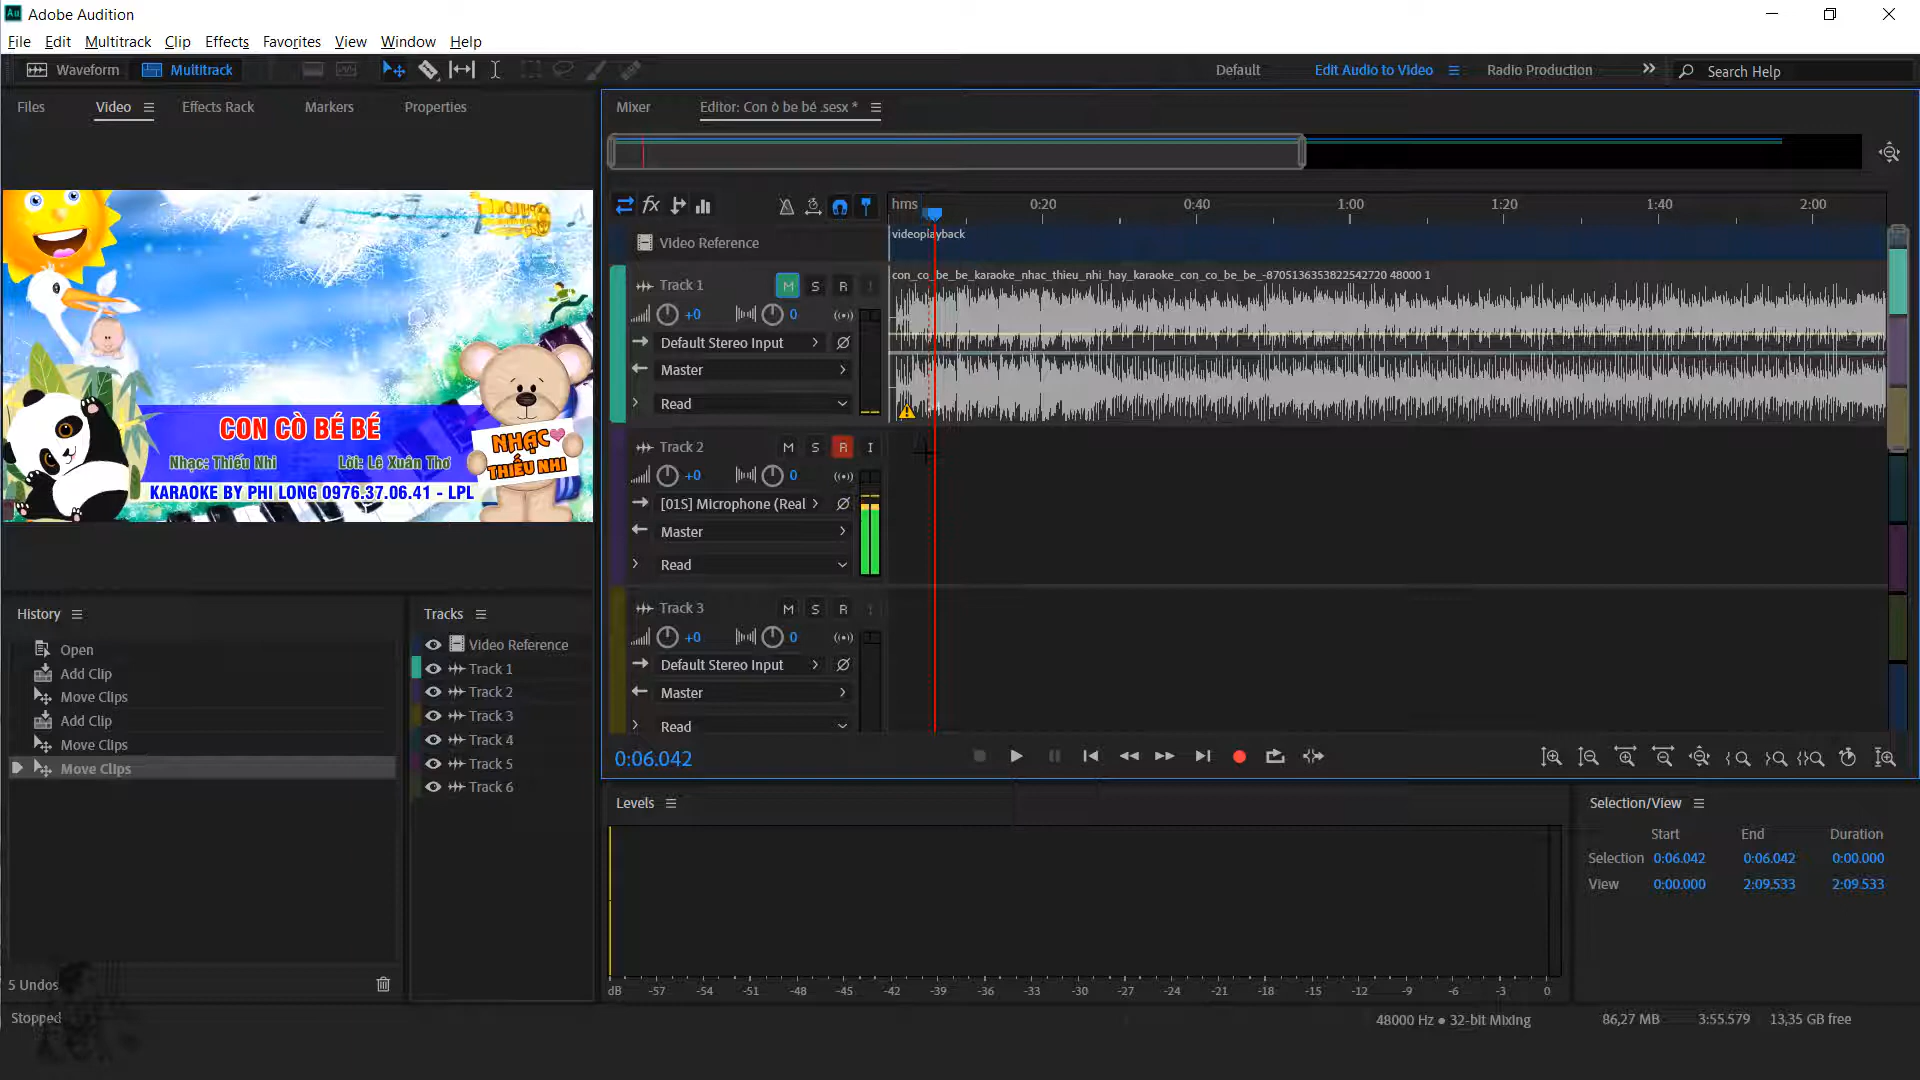 Adobe Audition
File Edit Multitrack Clip Effects Favorites View Window Help
Waveform Multitrack Default Edit Audio to Video Radio Production Search Help
Files Video Effects Rack Markers Properties
Mixer Editor: Con ò be bé .sesx *
hms 0:20 0:40 1:00 1:20 1:40 2:00
Video Reference
videoplayback
Track 1 M S R I
con_co_be_be_karaoke_nhac_thieu_nhi_hay_karaoke_con_co_be_be_-8705136353822542720 48000 1
+0 0
Default Stereo Input
Master
Read
Track 2 M S R I
+0 0
[01S] Microphone (Real
Master
Read
Track 3 M S R I
+0 0
Default Stereo Input
Master
Read
CON CÒ BÉ BÉ
Nhạc: Thiếu Nhi Lời: Lê Xuân Thơ
KARAOKE BY PHI LONG 0976.37.06.41 - LPL
NHẠC
THIẾU NHI
0:06.042
History
Open
Add Clip
Move Clips
Add Clip
Move Clips
Move Clips
5 Undos
Stopped
Tracks
Video Reference
Track 1
Track 2
Track 3
Track 4
Track 5
Track 6
Levels
dB -57 -54 -51 -48 -45 -42 -39 -36 -33 -30 -27 -24 -21 -18 -15 -12 -9 -6 -3 0
Selection/View
Start End Duration
Selection 0:06.042 0:06.042 0:00.000
View 0:00.000 2:09.533 2:09.533
48000 Hz ● 32-bit Mixing 86,27 MB 3:55.579 13,35 GB free